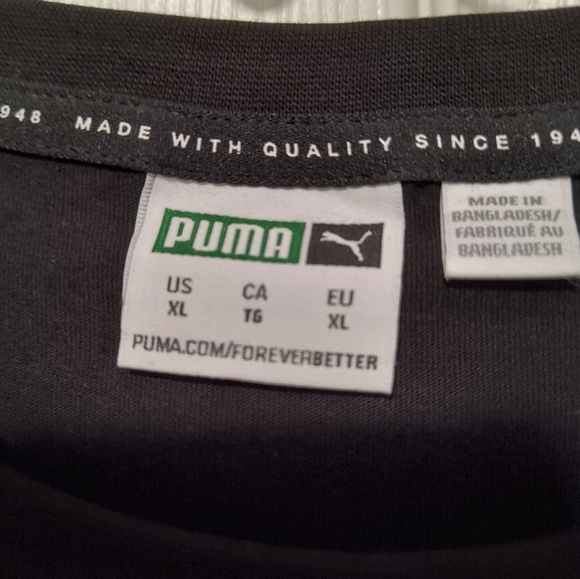 948 MADE WITH QUALITY SINCE 194
PUMA
US CA EU
XL TG XL
PUMA.COM/FOREVERBETTER
MADE IN
BANGLADESH/
FABRIQUÉ AU
BANGLADESH